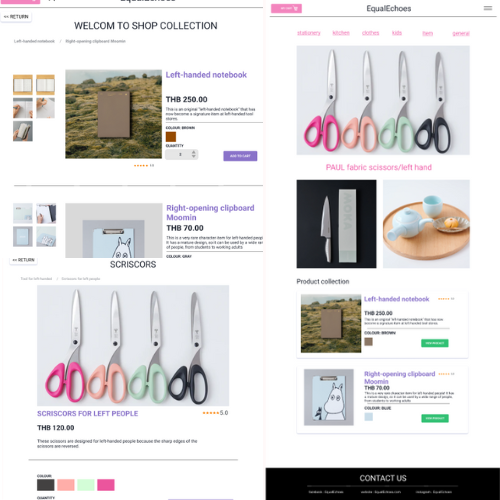 EqualEchoes
<< RETURN
WELCOM TO SHOP COLLECTION
Left-handed notebook
Right-opening clipboard Moomin
Left-handed notebook
THB 250.00
This is an original "left-handed notebook" that has
now become a signature item at left-handed tool
stores.
COLOUR: BROWN
QUANTITY
ADD TO CART
Right-opening clipboard
Moomin
THB 70.00
This is a very rare character item for left-handed peop
It has a mature design, so it can be used by a wide ran
of people, from students to working adults
COLOUR: GRAY
<< RETURN
SCRISCORS
Tool for left-handed
Scriscors for left people
SCRISCORS FOR LEFT PEOPLE
5.0
THB 120.00
These scissors are designed for left-handed people because the sharp edges of the
scissors are reversed
COLOUR:
QUANTITY
EqualEchoes
stationery kitchen clothes kids item general
PAUL fabric scissors/left hand
Product collection
Left-handed notebook
THB 250.00
This is an original "left-handed notebook" that has now become a
signature item at left-handed tool stores.
COLOUR: BROWN
VIEW PRODUCT
Right-opening clipboard
Moomin
THB 70.00
This is a very rare character item for left-handed people. It has
a mature design, so it can be used by a wide range of people,
from students to working adults
COLOUR: BLUE
VIEW PRODUCT
CONTACT US
facebook : EqualEchoes
website : EqualEchoes.com
Instagram : EqualEchoes